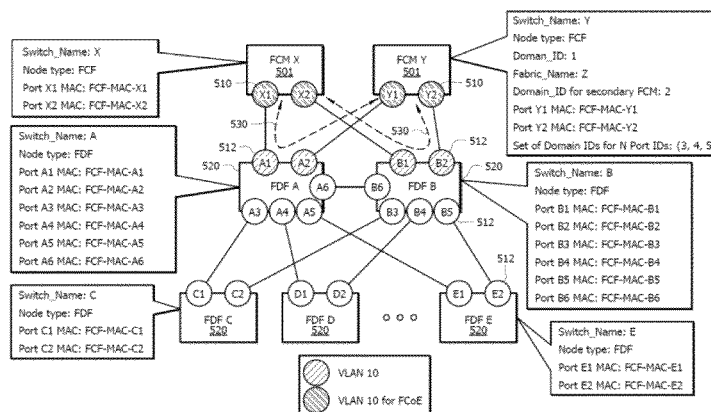 Switch_Name: X
Node type: FCF
Port X1 MAC: FCF-MAC-X1
Port X2 MAC: FCF-MAC-X2
FCM X
501
FCM Y
501
Switch_Name: Y
Node type: FCF
Doman_ID: 1
Fabric_Name: Z
Domain_ID for secondary FCM: 2
Port Y1 MAC: FCF-MAC-Y1
Port Y2 MAC: FCF-MAC-Y2
Set of Domain IDs for N Port IDs: {3, 4, 5
510
X1
X2
Y1
Y2
510
530
530
512
512
520
A1
A2
B1
B2
520
Switch_Name: A
Node type: FDF
Port A1 MAC: FCF-MAC-A1
Port A2 MAC: FCF-MAC-A2
Port A3 MAC: FCF-MAC-A3
Port A4 MAC: FCF-MAC-A4
Port A5 MAC: FCF-MAC-A5
Port A6 MAC: FCF-MAC-A6
FDF A
A6
B6
FDF B
A3
A4
A5
B3
B4
B5
512
Switch_Name: B
Node type: FDF
Port B1 MAC: FCF-MAC-B1
Port B2 MAC: FCF-MAC-B2
Port B3 MAC: FCF-MAC-B3
Port B4 MAC: FCF-MAC-B4
Port B5 MAC: FCF-MAC-B5
Port B6 MAC: FCF-MAC-B6
512
Switch_Name: C
Node type: FDF
Port C1 MAC: FCF-MAC-C1
Port C2 MAC: FCF-MAC-C2
C1
C2
D1
D2
E1
E2
FDF C
520
FDF D
520
FDF E
520
Switch_Name: E
Node type: FDF
Port E1 MAC: FCF-MAC-E1
Port E2 MAC: FCF-MAC-E2
VLAN 10
VLAN 10 for FCoE